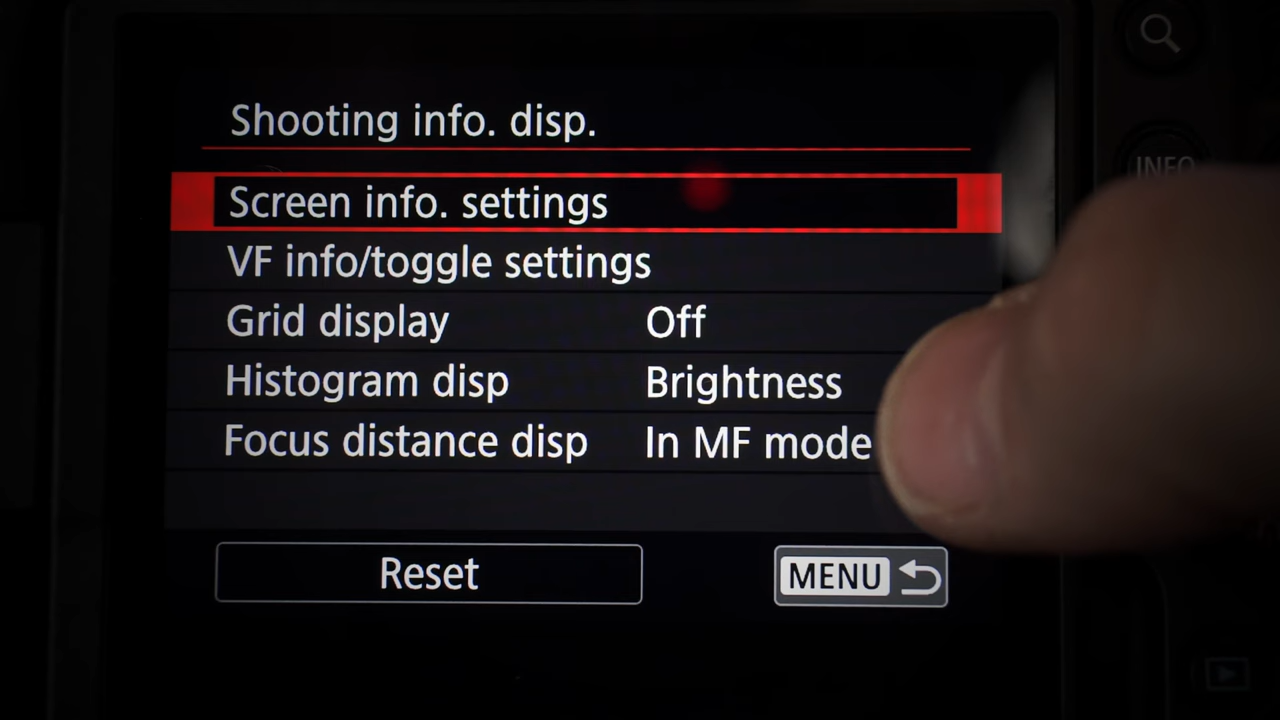 Shooting info. disp.
INFO
Screen info. settings
VF info/toggle settings
Grid display Off
Histogram disp Brightness
Focus distance disp In MF mode
Reset MENU